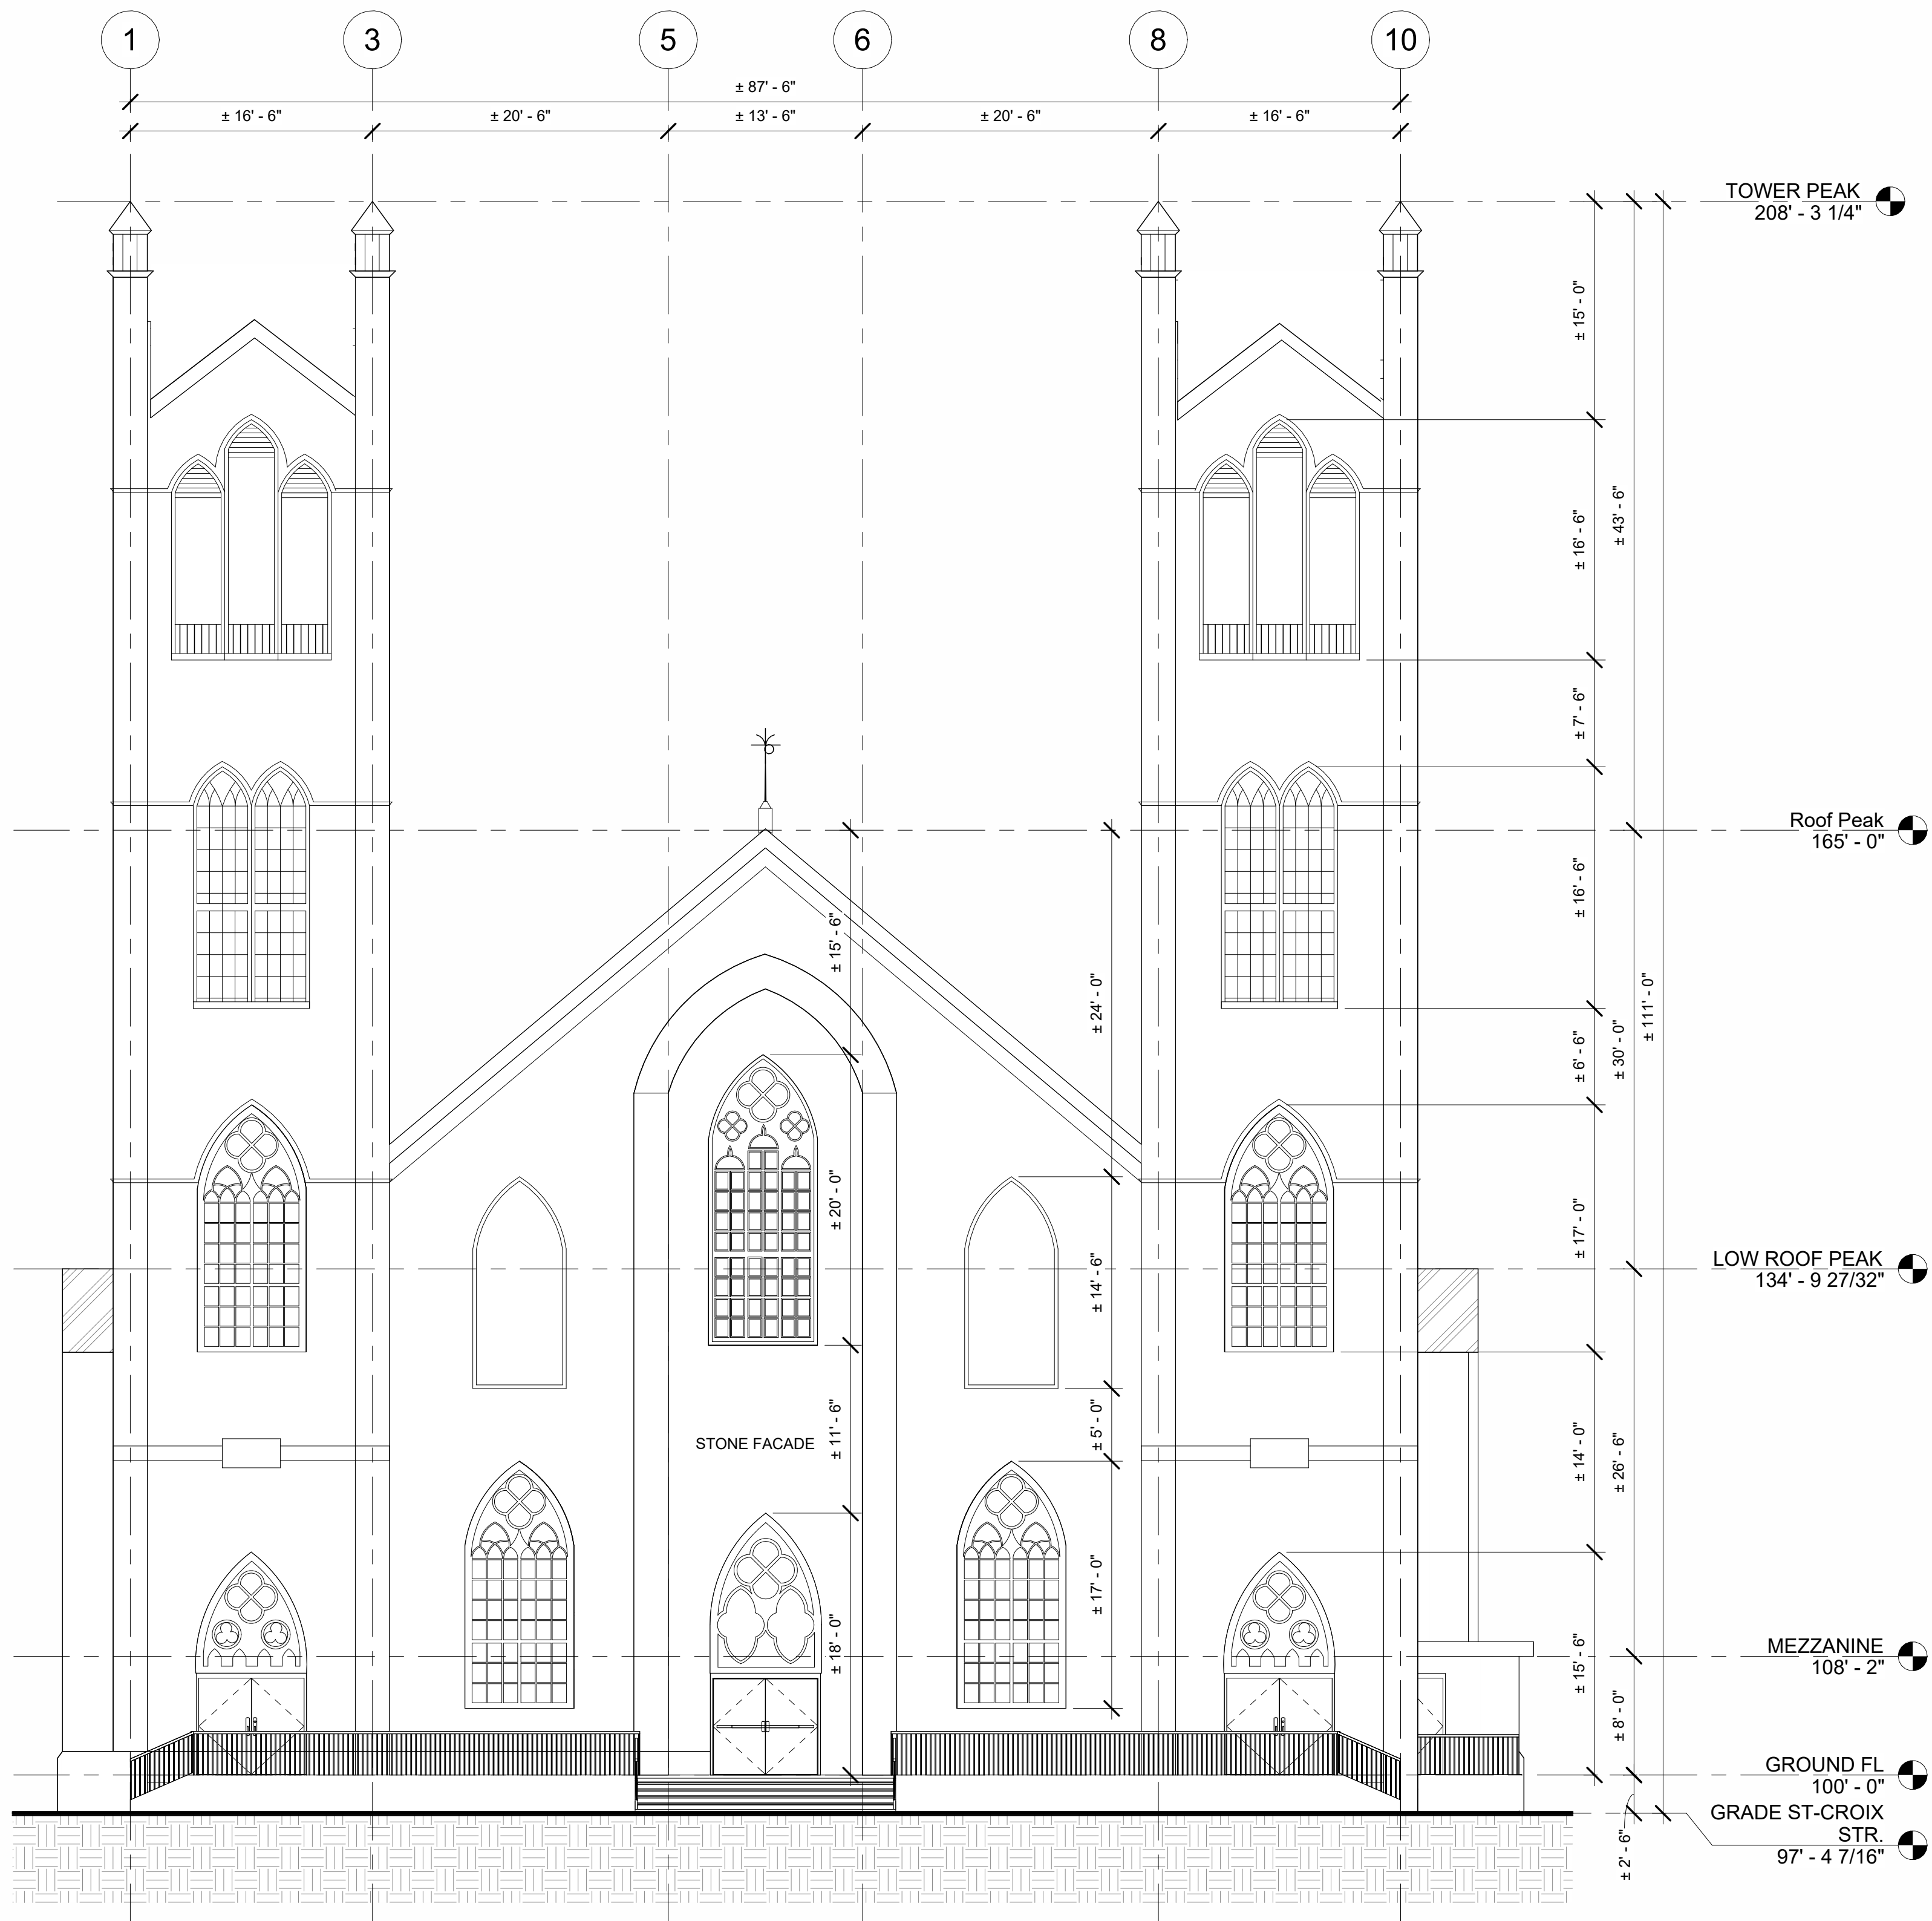 1
3
5
6
8
10
± 87' - 6"
± 16' - 6"
± 20' - 6"
± 13' - 6"
± 20' - 6"
± 16' - 6"
TOWER PEAK
208' - 3 1/4"
± 15' - 0"
± 16' - 6"
± 43' - 6"
± 7' - 6"
Roof Peak
165' - 0"
± 16' - 6"
± 15' - 6"
± 24' - 0"
± 111' - 0"
± 6' - 6"
± 30' - 0"
± 20' - 0"
± 17' - 0"
± 14' - 6"
LOW ROOF PEAK
134' - 9 27/32"
STONE FACADE
± 11' - 6"
± 5' - 0"
± 14' - 0"
± 26' - 6"
± 17' - 0"
± 18' - 0"
± 15' - 6"
MEZZANINE
108' - 2"
± 8' - 0"
GROUND FL
100' - 0"
GRADE ST-CROIX
STR.
97' - 4 7/16"
± 2' - 6"